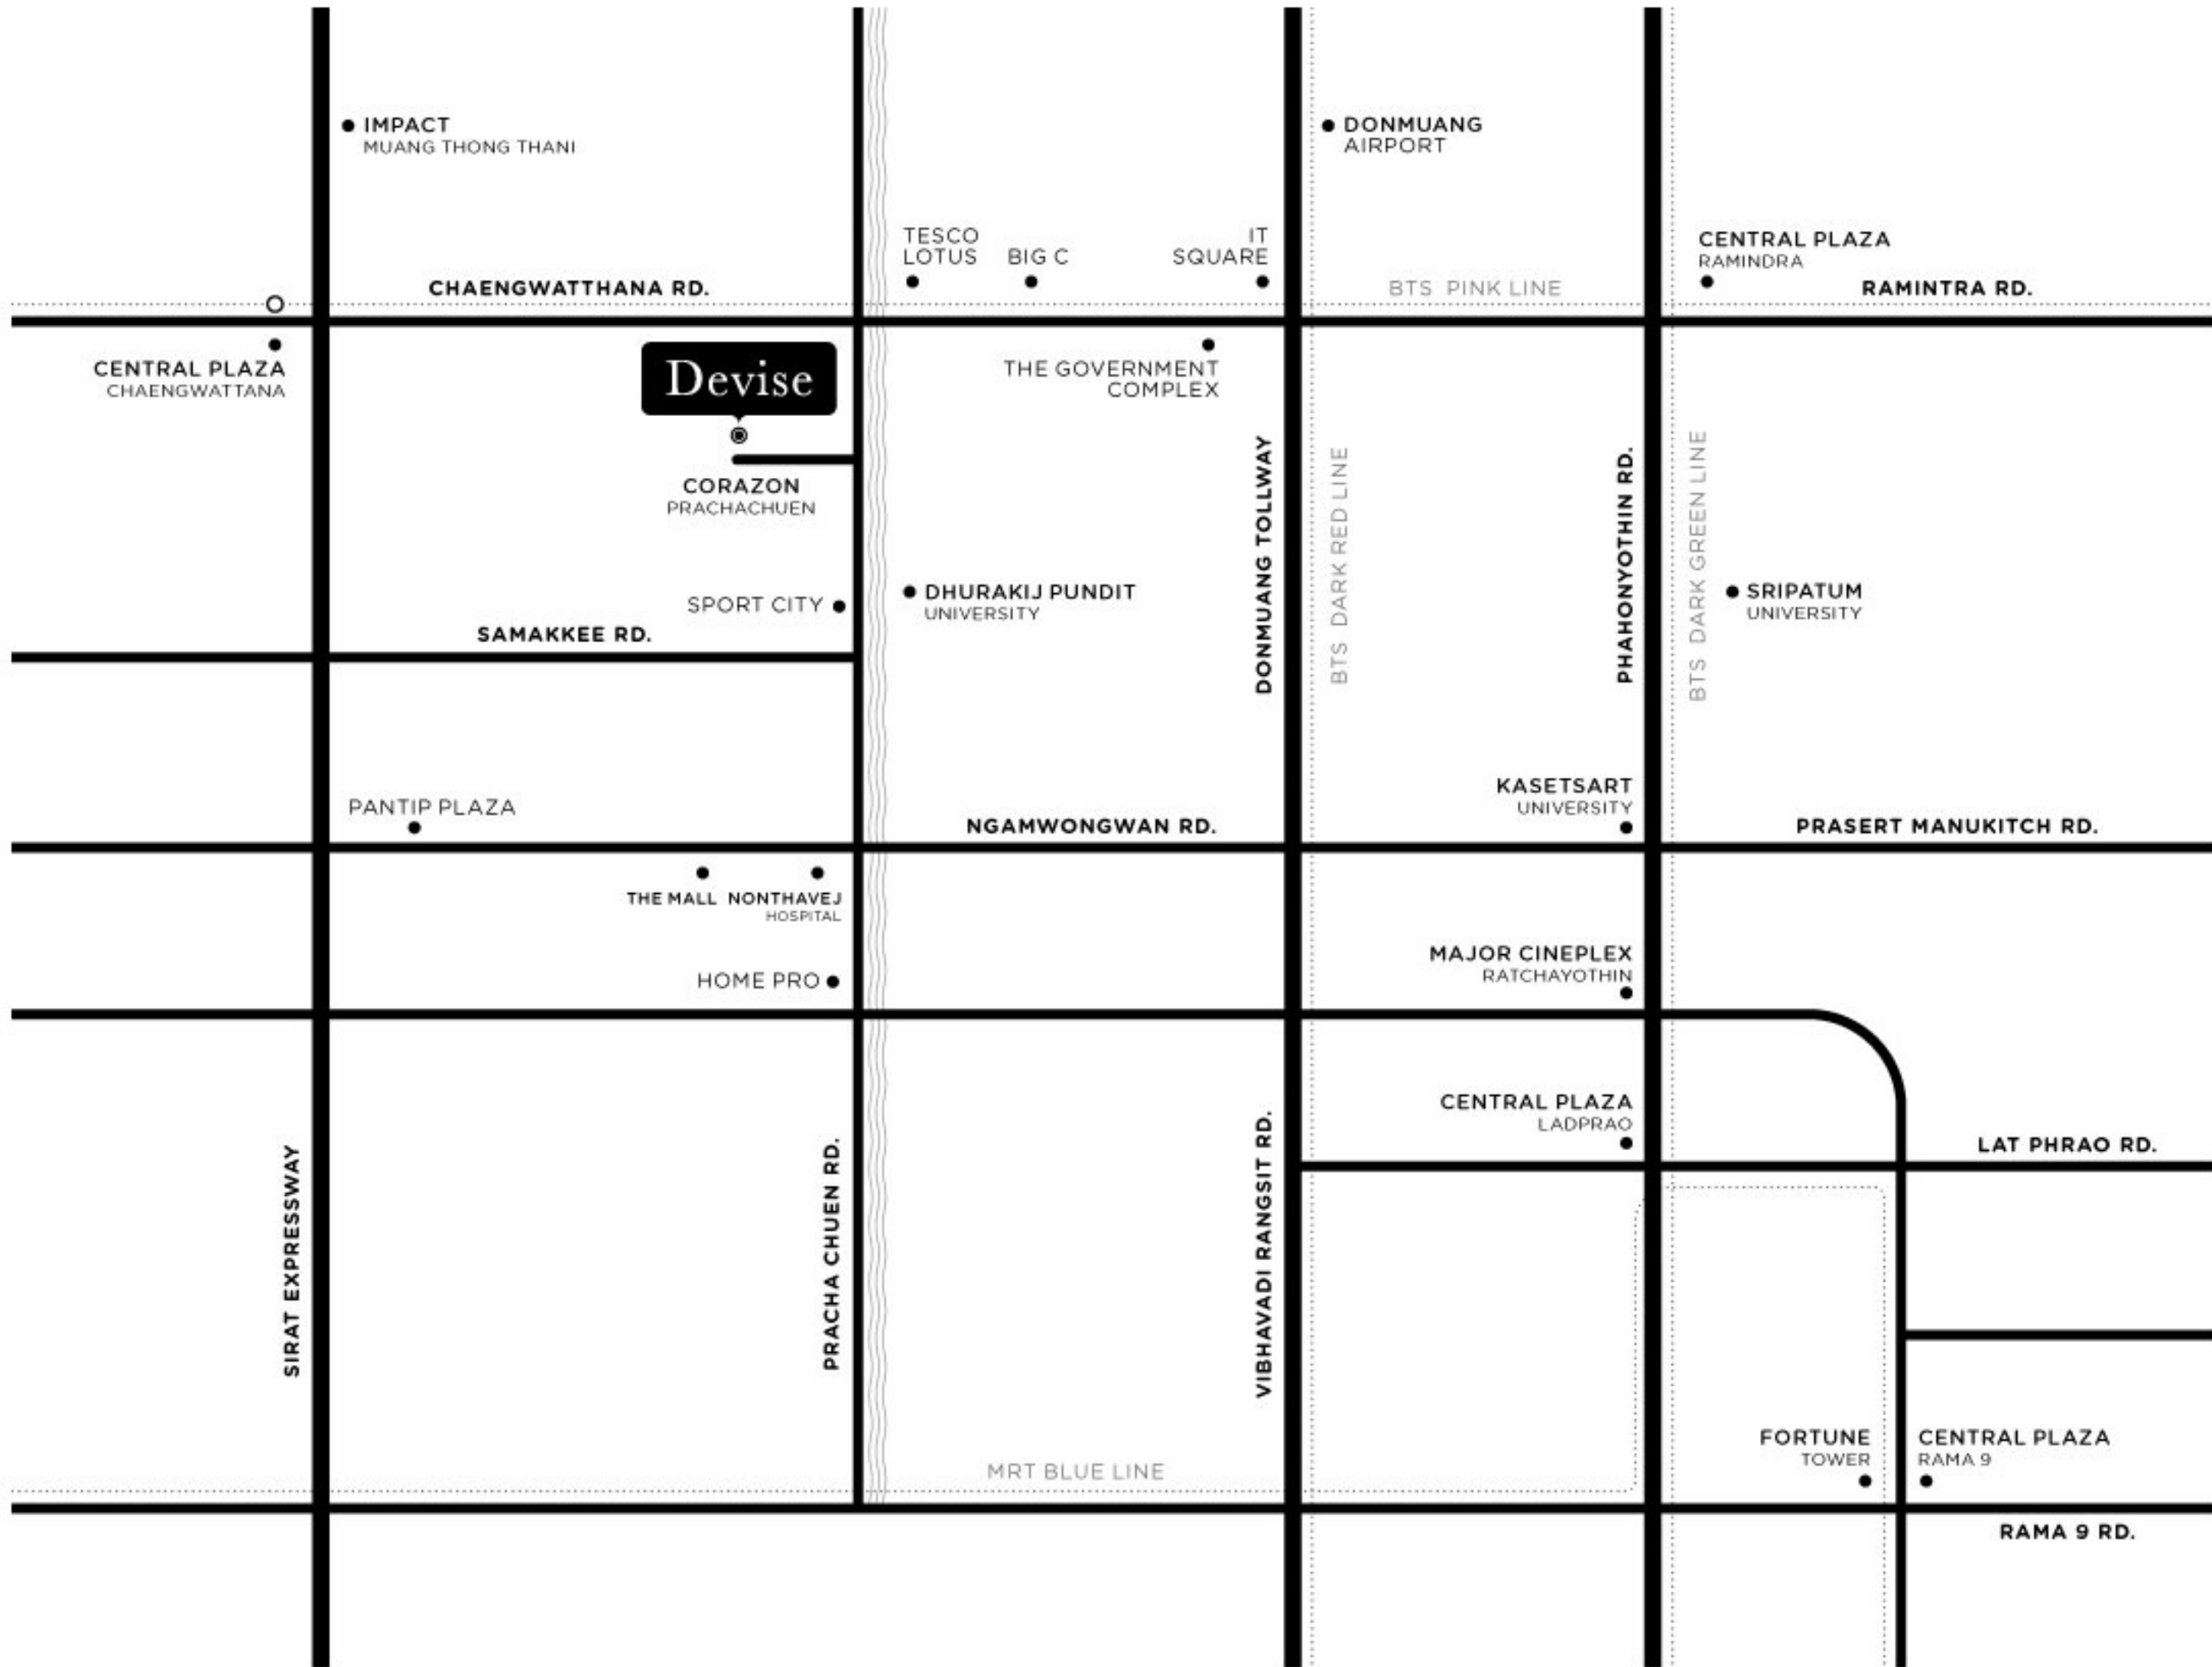 IMPACT
MUANG THONG THANI
DONMUANG
AIRPORT
TESCO
LOTUS
BIG C
IT
SQUARE
CENTRAL PLAZA
RAMINDRA
CHAENGWATTHANA RD.
BTS PINK LINE
RAMINTRA RD.
CENTRAL PLAZA
CHAENGWATTANA
Devise
THE GOVERNMENT
COMPLEX
CORAZON
PRACHACHUEN
DONMUANG TOLLWAY
BTS DARK RED LINE
PHAHONYOTHIN RD.
BTS DARK GREEN LINE
SPORT CITY
DHURAKIJ PUNDIT
UNIVERSITY
SRIPATUM
UNIVERSITY
SAMAKKEE RD.
PANTIP PLAZA
KASETSART
UNIVERSITY
NGAMWONGWAN RD.
PRASERT MANUKITCH RD.
THE MALL
NONTHAVEJ
HOSPITAL
HOME PRO
MAJOR CINEPLEX
RATCHAYOTHIN
CENTRAL PLAZA
LADPRAO
LAT PHRAO RD.
SIRAT EXPRESSWAY
PRACHA CHUEN RD.
VIBHAVADI RANGSIT RD.
MRT BLUE LINE
FORTUNE
TOWER
CENTRAL PLAZA
RAMA 9
RAMA 9 RD.